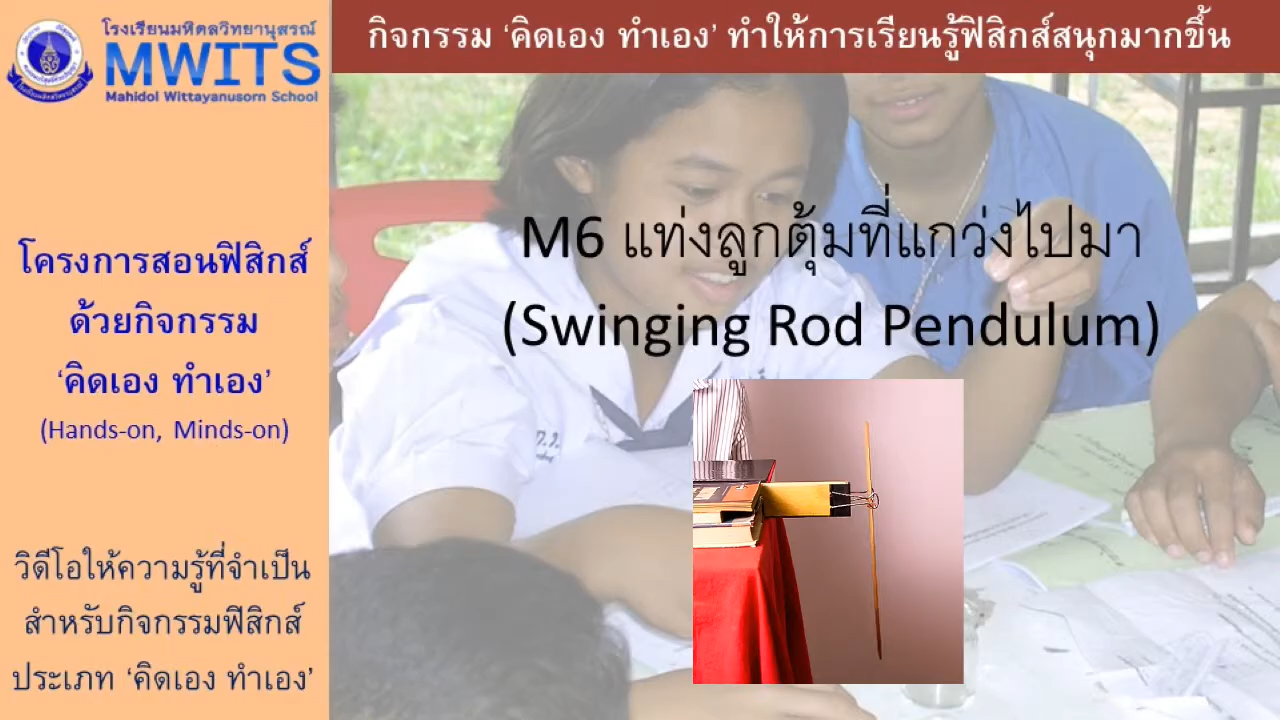 โรงเรียนมหิดลวิทยานุสรณ์
MWITS
Mahidol Wittayanusorn School
กิจกรรม ‘คิดเอง ทำเอง’ ทำให้การเรียนรู้ฟิสิกส์สนุกมากขึ้น
โครงการสอนฟิสิกส์
ด้วยกิจกรรม
‘คิดเอง ทำเอง’
(Hands-on, Minds-on)
วิดีโอให้ความรู้ที่จำเป็น
สำหรับกิจกรรมฟิสิกส์
ประเภท ‘คิดเอง ทำเอง’
M6 แท่งลูกตุ้มที่แกว่งไปมา
(Swinging Rod Pendulum)